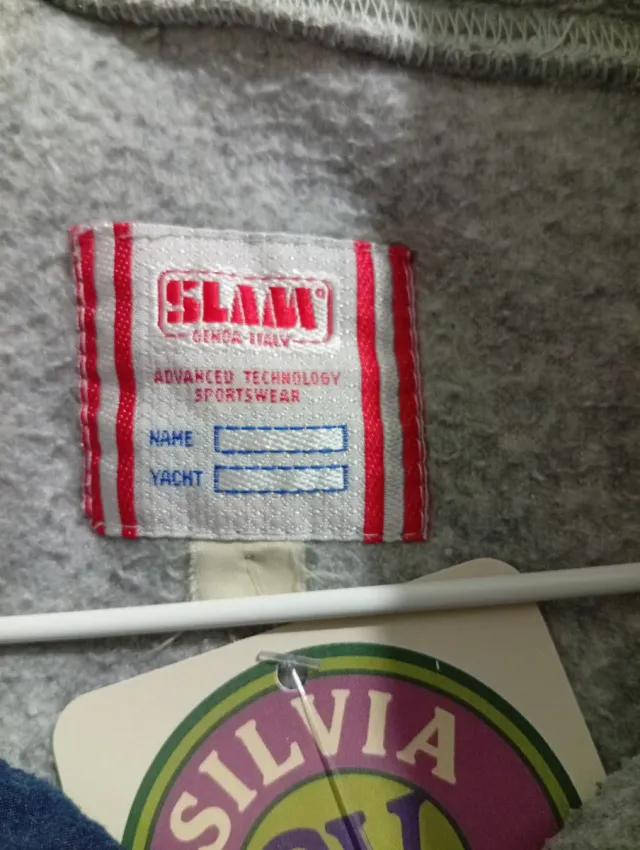 SLAM
GENOA-ITALY
ADVANCED TECHNOLOGY
SPORTSWEAR
NAME
YACHT
SILVIA